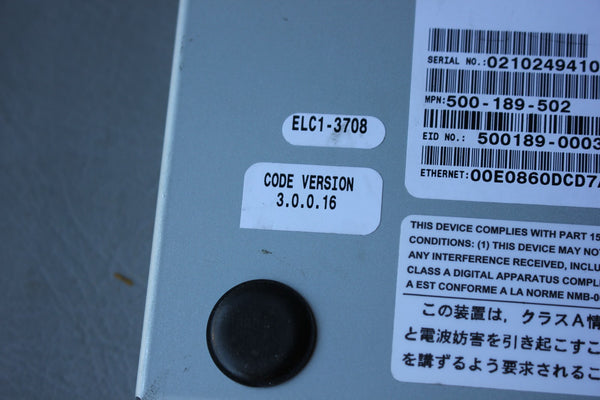 SERIAL NO.:0210249410
MPN:500-189-502
EID NO.: 500189-0003
ETHERNET:00E0860DCD7
ELC1-3708
CODE VERSION
3.0.0.16
THIS DEVICE COMPLIES WITH PART 15
CONDITIONS: (1) THIS DEVICE MAY NO
ANY INTERFERENCE RECEIVED, INCLU
CLASS A DIGITAL APPARATUS COMPL
A EST CONFORME A LA NORME NMB-0
この装置は，クラスA情
と電波妨害を引き起こすこ
を講ずるよう要求されるこ